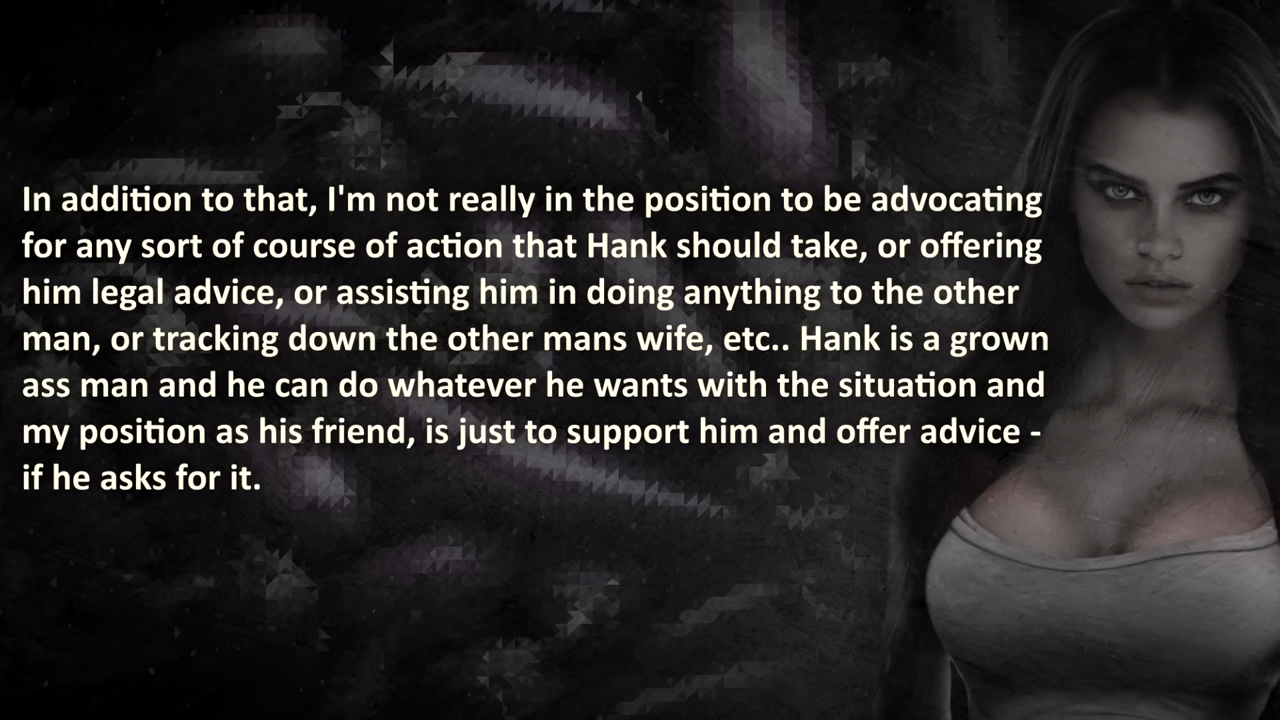 In addition to that, I'm not really in the position to be advocating
for any sort of course of action that Hank should take, or offering
him legal advice, or assisting him in doing anything to the other
man, or tracking down the other mans wife, etc.. Hank is a grown
ass man and he can do whatever he wants with the situation and
my position as his friend, is just to support him and offer advice -
if he asks for it.